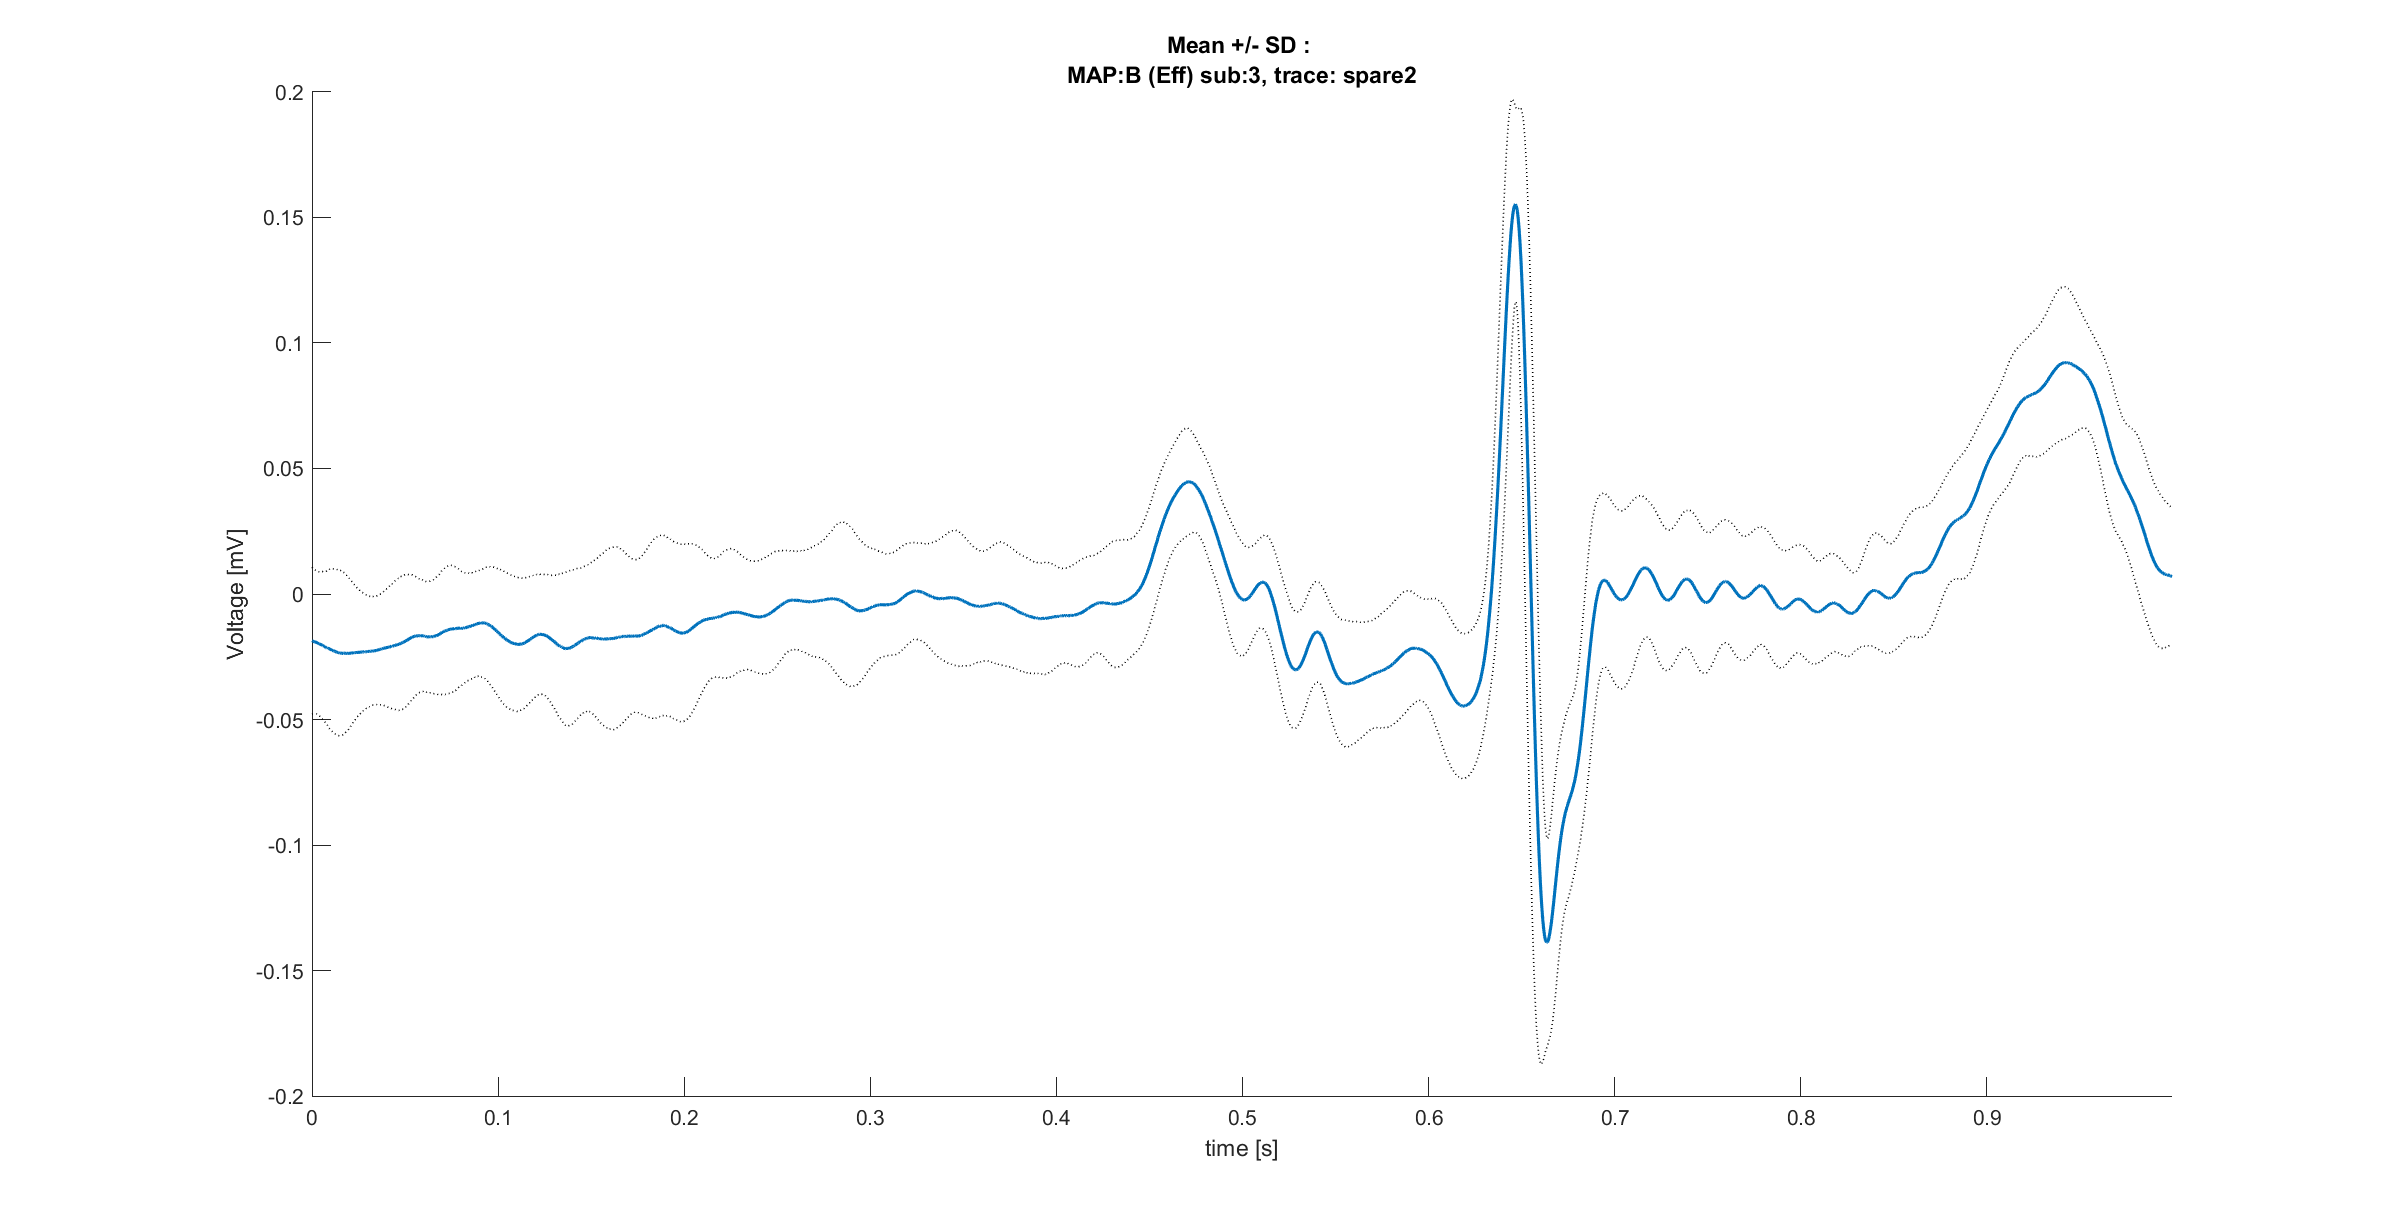 Mean +/- SD :
MAP:B (Eff) sub:3, trace: spare2
0.2
0.15
0.1
0.05
0
-0.05
-0.1
-0.15
-0.2
Voltage [mV]
0 0.1 0.2 0.3 0.4 0.5 0.6 0.7 0.8 0.9
time [s]